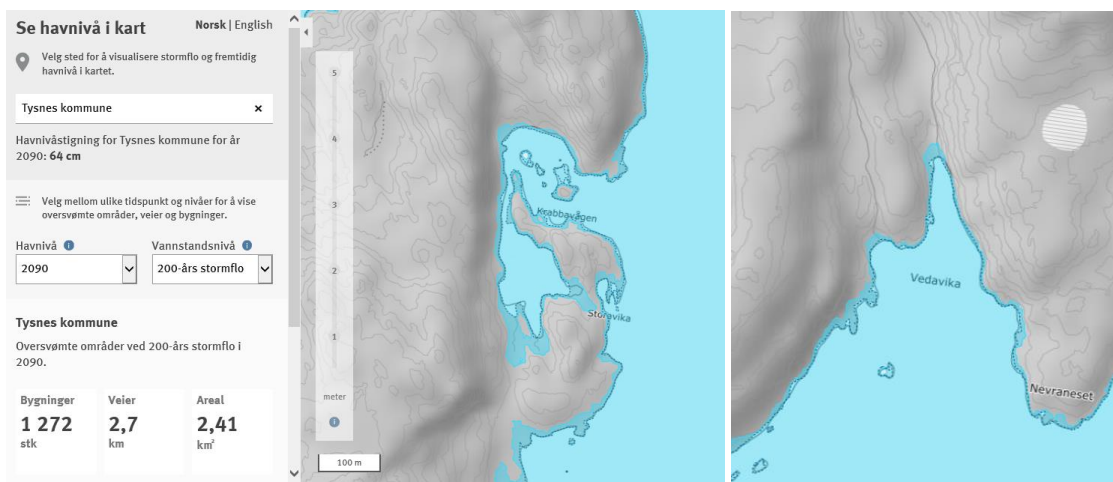 Se havnivå i kart
Norsk | English
Velg sted for å visualisere stormflo og fremtidig
havnivå i kartet.
Tysnes kommune ×
Havnivåstigning for Tysnes kommune for år
2090: 64 cm
Velg mellom ulike tidspunkt og nivåer for å vise
oversvømte områder, veier og bygninger.
Havnivå i Vannstandsnivå i
2090 200-års stormflo
Tysnes kommune
Oversvømte områder ved 200-års stormflo i
2090.
Bygninger Veier Areal
1 272 2,7 2,41
stk km km²
5
4
3
2
1
meter
i
100 m
Krabbavågen
Storavika
Vedavika
Nevraneset